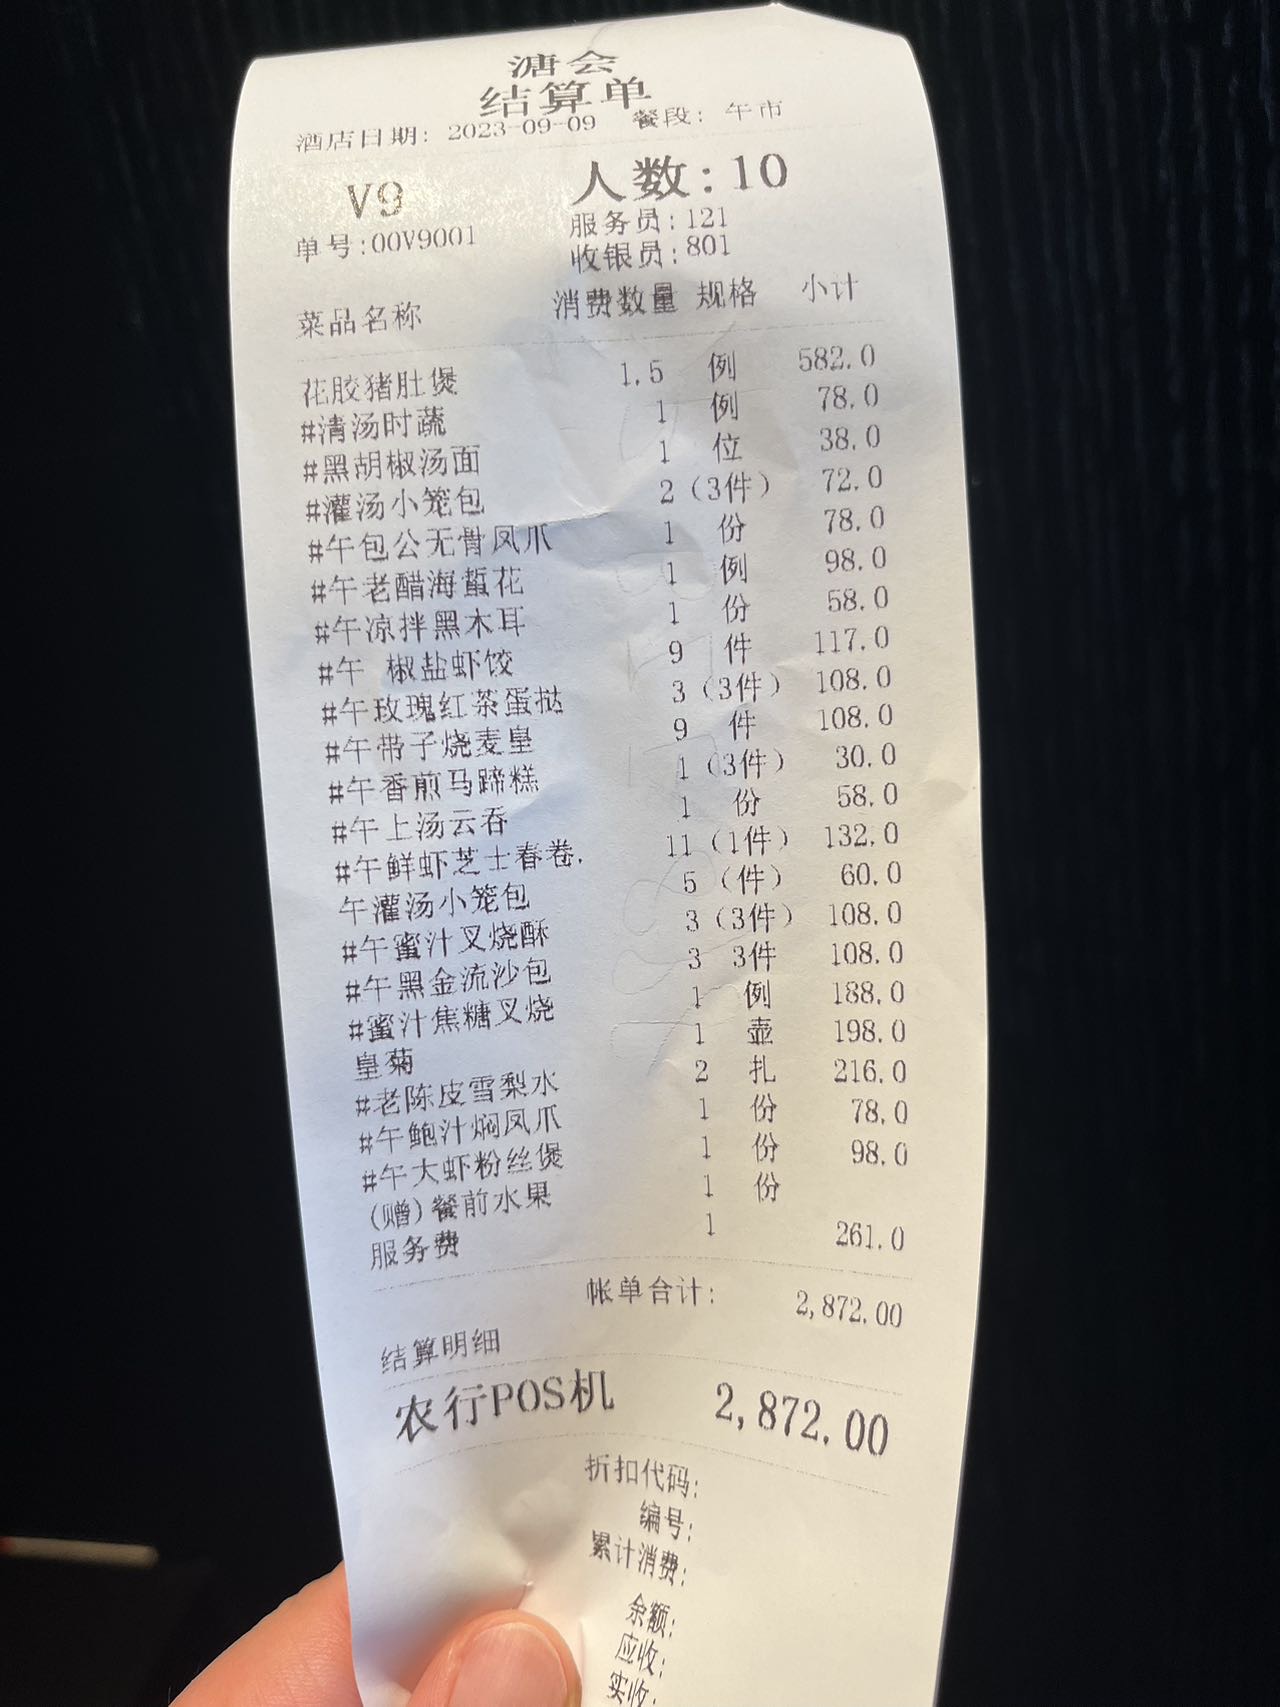 溏会
结算单
酒店日期: 2023-09-09 餐段: 午市
V9 人数:10
单号:00V9001 服务员:121
收银员:801
菜品名称 消费数量 规格 小计
花胶猪肚煲 1.5 例 582.0
#清汤时蔬 1 例 78.0
#黑胡椒汤面 1 位 38.0
#灌汤小笼包 2 (3件) 72.0
#午包公无骨凤爪 1 份 78.0
#午老醋海蜇花 1 例 98.0
#午凉拌黑木耳 1 份 58.0
#午 椒盐虾饺 9 件 117.0
#午玫瑰红茶蛋挞 3 (3件) 108.0
#午带子烧麦皇 9 件 108.0
#午香煎马蹄糕 1 (3件) 30.0
#午上汤云吞 1 份 58.0
#午鲜虾芝士春卷. 11 (1件) 132.0
午灌汤小笼包 5 (件) 60.0
#午蜜汁叉烧酥 3 (3件) 108.0
#午黑金流沙包 3 3件 108.0
#蜜汁焦糖叉烧 1 例 188.0
皇菊 1 壶 198.0
#老陈皮雪梨水 2 扎 216.0
#午鲍汁焖凤爪 1 份 78.0
#午大虾粉丝煲 1 份 98.0
(赠)餐前水果 1 份
服务费 1 261.0
帐单合计: 2,872.00
结算明细
农行POS机 2,872.00
折扣代码:
编号:
累计消费:
余额:
应收:
实收: